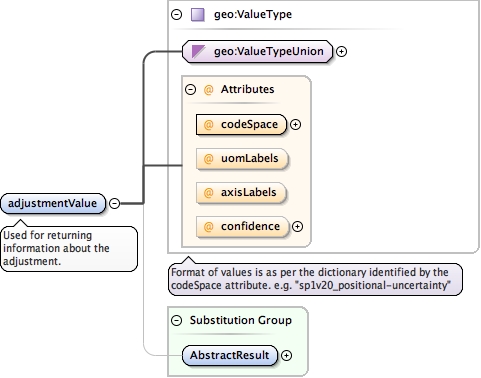 geo:ValueType
geo:ValueTypeUnion
@ Attributes
@ codeSpace
@ uomLabels
@ axisLabels
@ confidence
adjustmentValue
Used for returning
information about the
adjustment.
Format of values is as per the dictionary identified by the
codeSpace attribute. e.g. "sp1v20_positional-uncertainty"
Substitution Group
AbstractResult